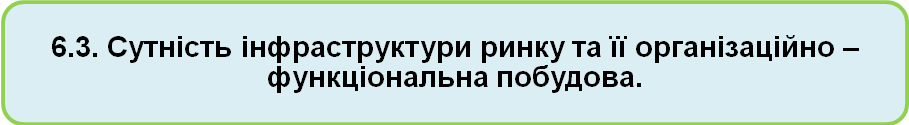 6.3. Сутність інфраструктури ринку та її організаційно –
функціональна побудова.